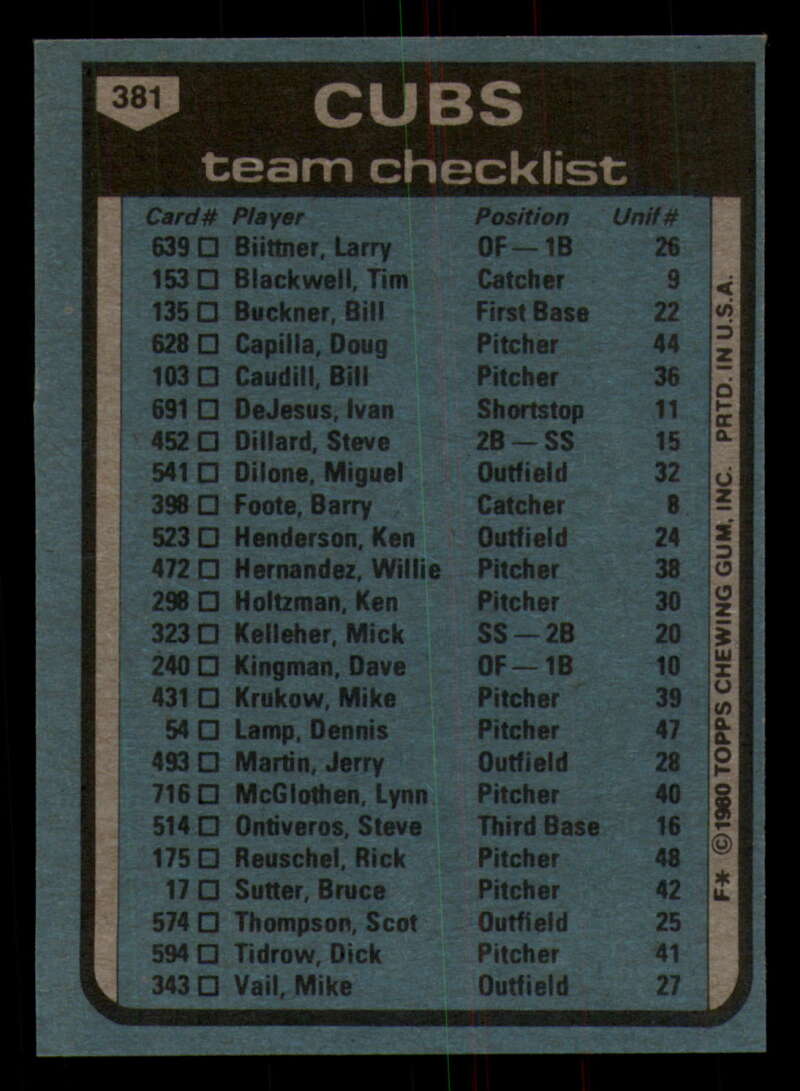 381
CUBS
team checklist
Card# Player Position Unif#
639 □ Biittner, Larry OF — 1B 26
153 □ Blackwell, Tim Catcher 9
135 □ Buckner, Bill First Base 22
628 □ Capilla, Doug Pitcher 44
103 □ Caudill, Bill Pitcher 36
691 □ DeJesus, Ivan Shortstop 11
452 □ Dillard, Steve 2B — SS 15
541 □ Dilone, Miguel Outfield 32
398 □ Foote, Barry Catcher 8
523 □ Henderson, Ken Outfield 24
472 □ Hernandez, Willie Pitcher 38
298 □ Holtzman, Ken Pitcher 30
323 □ Kelleher, Mick SS — 2B 20
240 □ Kingman, Dave OF — 1B 10
431 □ Krukow, Mike Pitcher 39
54 □ Lamp, Dennis Pitcher 47
493 □ Martin, Jerry Outfield 28
716 □ McGlothen, Lynn Pitcher 40
514 □ Ontiveros, Steve Third Base 16
175 □ Reuschel, Rick Pitcher 48
17 □ Sutter, Bruce Pitcher 42
574 □ Thompson, Scot Outfield 25
594 □ Tidrow, Dick Pitcher 41
343 □ Vail, Mike Outfield 27
F* © 1980 TOPPS CHEWING GUM, INC. PRTD. IN U.S.A.